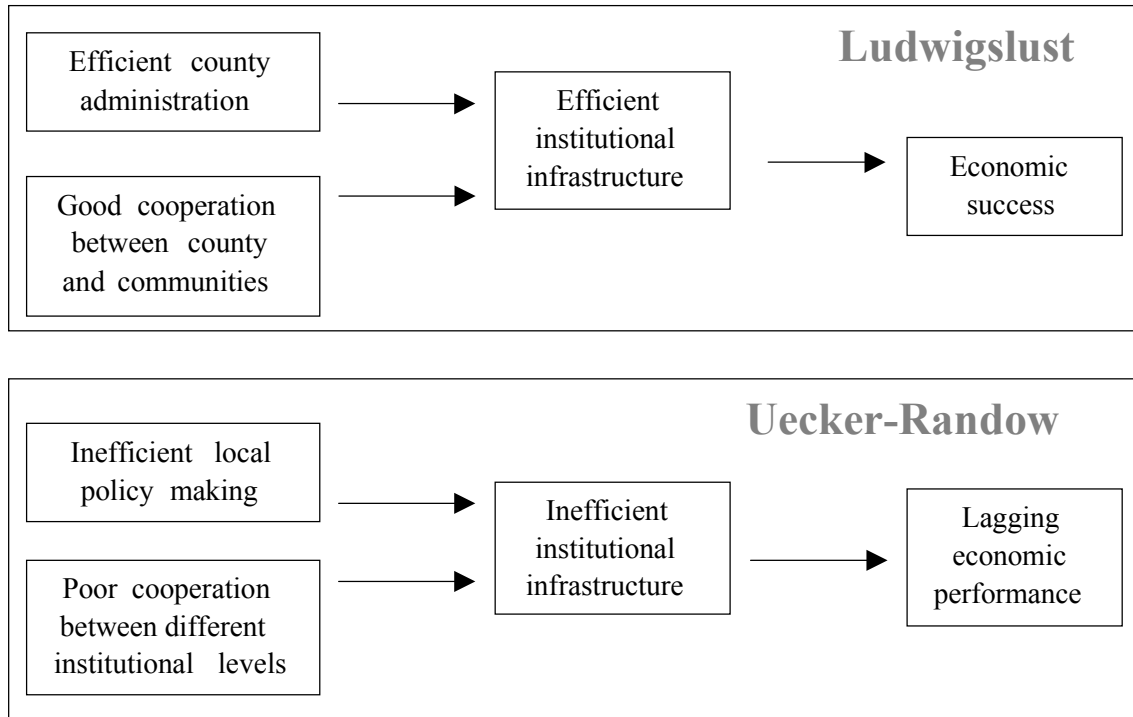 Ludwigslust
Efficient county
administration
Good cooperation
between county
and communities
Efficient
institutional
infrastructure
Economic
success
Uecker-Randow
Inefficient local
policy making
Poor cooperation
between different
institutional levels
Inefficient
institutional
infrastructure
Lagging
economic
performance